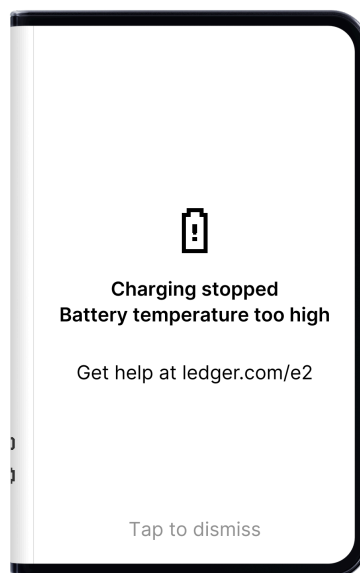 Charging stopped
Battery temperature too high
Get help at ledger.com/e2
Tap to dismiss